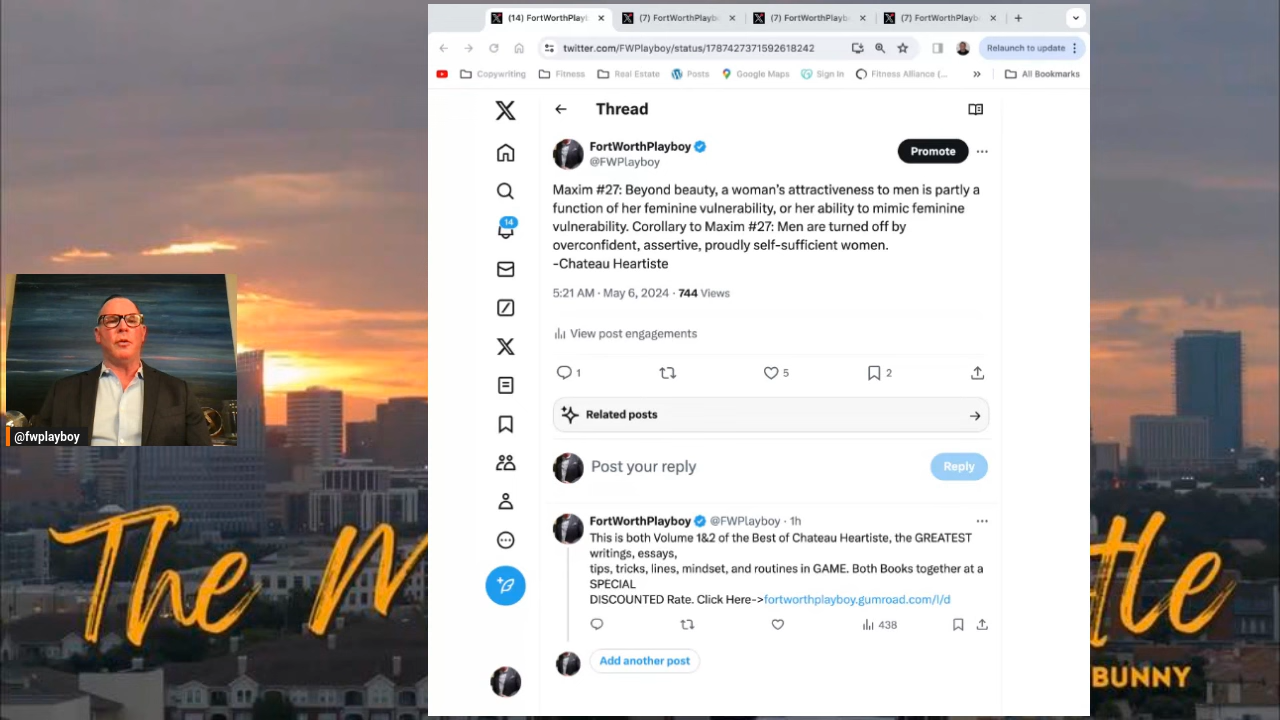 (14) FortWorthPlay
(7) FortWorthPlayb
(7) FortWorthPlayb
(7) FortWorthPlayb
twitter.com/FWPlayboy/status/1787427371592618242
Relaunch to update
Copywriting
Fitness
Real Estate
Posts
Google Maps
Sign In
Fitness Alliance (...
»
All Bookmarks
Thread
FortWorthPlayboy
@FWPlayboy
Promote
Maxim #27: Beyond beauty, a woman's attractiveness to men is partly a
function of her feminine vulnerability, or her ability to mimic feminine
vulnerability. Corollary to Maxim #27: Men are turned off by
overconfident, assertive, proudly self-sufficient women.
-Chateau Heartiste
5:21 AM · May 6, 2024 · 744 Views
View post engagements
1
5
2
Related posts
Post your reply
Reply
14
FortWorthPlayboy @FWPlayboy · 1h
This is both Volume 1&2 of the Best of Chateau Heartiste, the GREATEST
writings, essays,
tips, tricks, lines, mindset, and routines in GAME. Both Books together at a
SPECIAL
DISCOUNTED Rate. Click Here->fortworthplayboy.gumroad.com/l/d
438
Add another post
@fwplayboy
The M
tle
BUNNY